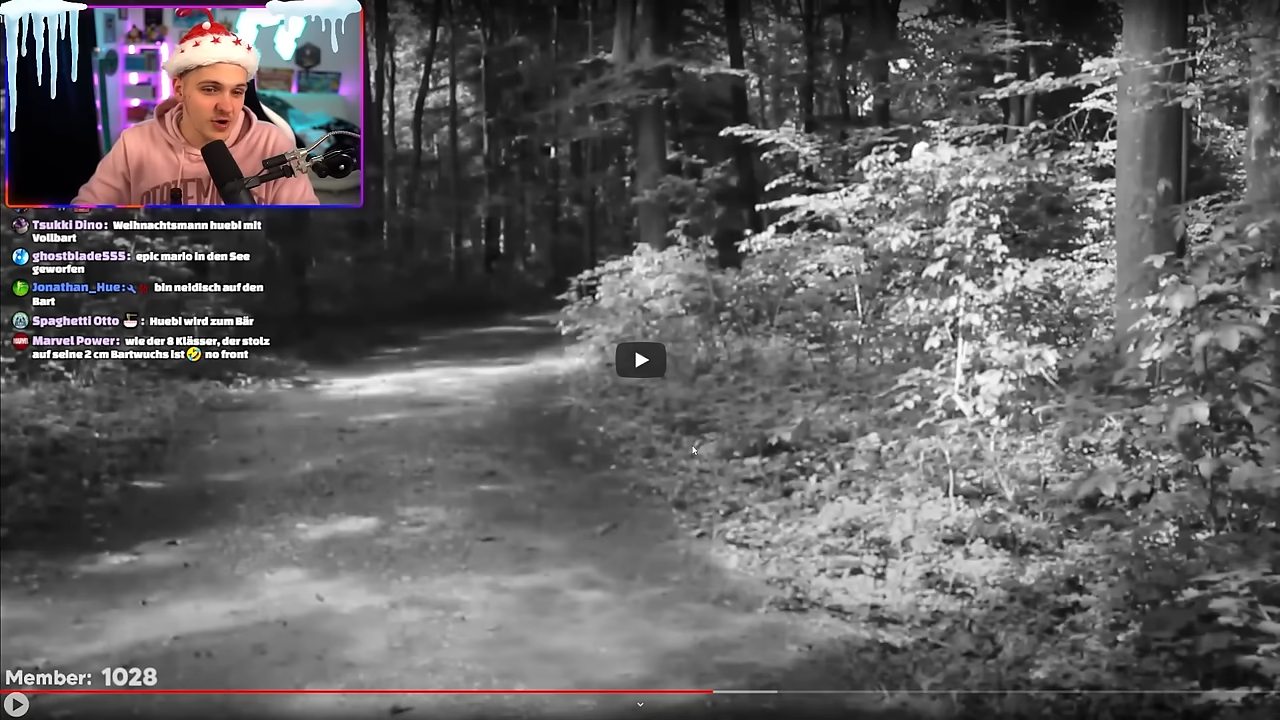 Tsukki Dino: Weihnachtsmann huebi mit
Vollbart
ghostblade555: epic mario in den See
geworfen
Jonathan_Hue: bin neidisch auf den
Bart
Spaghetti Otto 🍜: Huebi wird zum Bär
Marvel Power: wie der 8 Klässer, der stolz
auf seine 2 cm Bartwuchs ist 🤣 no front
Member: 1028